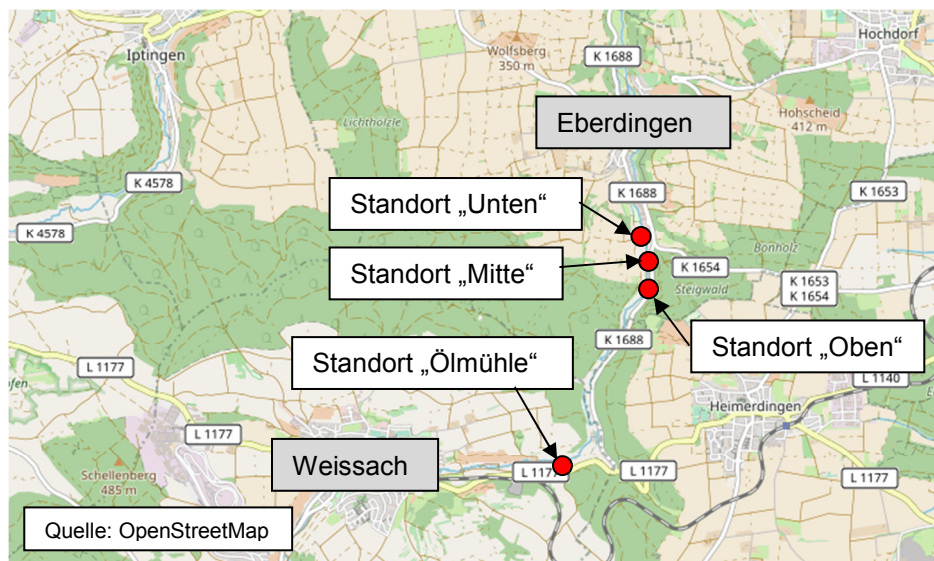 Iptingen
Wolfsberg
350 m
K 1688
Hochdorf
Eberdingen
Hohscheid
412 m
Lichthölzle
K 4578
K 1688
K 1653
Standort „Unten“
K 4578
Bonholz
Standort „Mitte“
K 1654
K 1653
K 1654
Steigwald
K 1688
Standort „Oben“
Standort „Ölmühle“
L 1177
L 1140
Heimerdingen
L 1177
Weissach
L 1177
L 1177
L 1177
Schellenberg
485 m
Quelle: OpenStreetMap